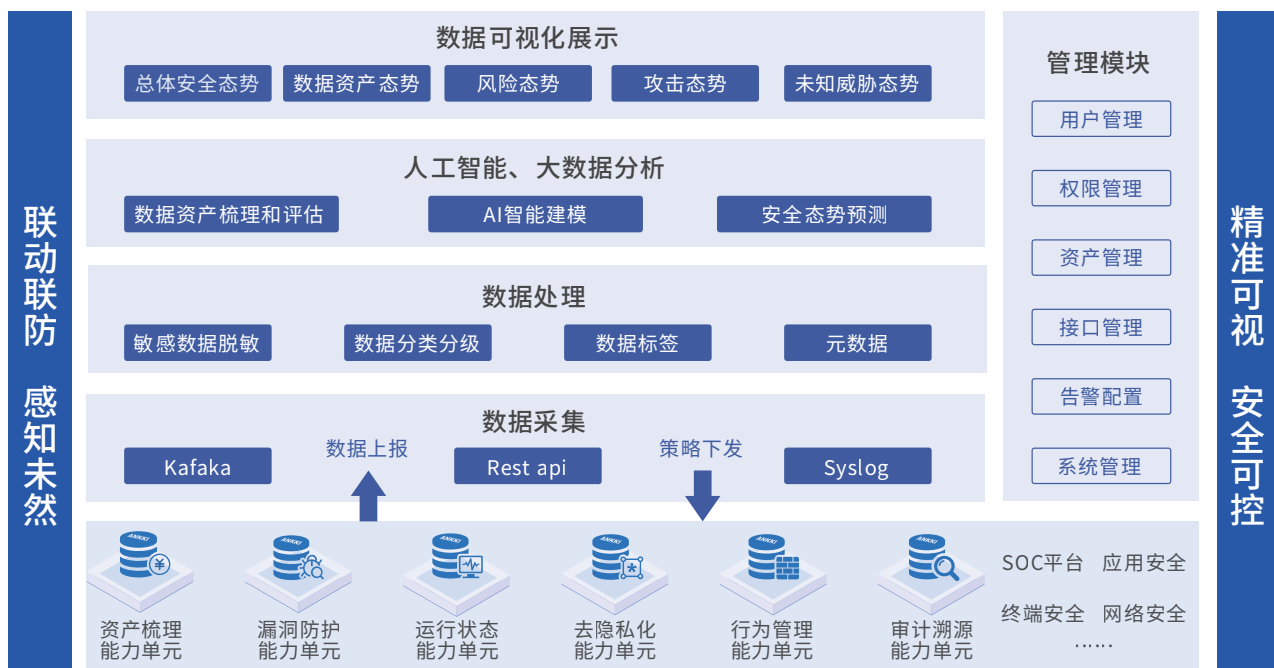 联动联防 感知未然
数据可视化展示
总体安全态势
数据资产态势
风险态势
攻击态势
未知威胁态势
人工智能、大数据分析
数据资产梳理和评估
AI智能建模
安全态势预测
数据处理
敏感数据脱敏
数据分类分级
数据标签
元数据
数据采集
Kafaka
数据上报
Rest api
策略下发
Syslog
管理模块
用户管理
权限管理
资产管理
接口管理
告警配置
系统管理
ANKKI
ANKKI
ANKKI
ANKKI
ANKKI
ANKKI
资产梳理
能力单元
漏洞防护
能力单元
运行状态
能力单元
去隐私化
能力单元
行为管理
能力单元
审计溯源
能力单元
SOC平台 应用安全
终端安全 网络安全
······
精准可视 安全可控